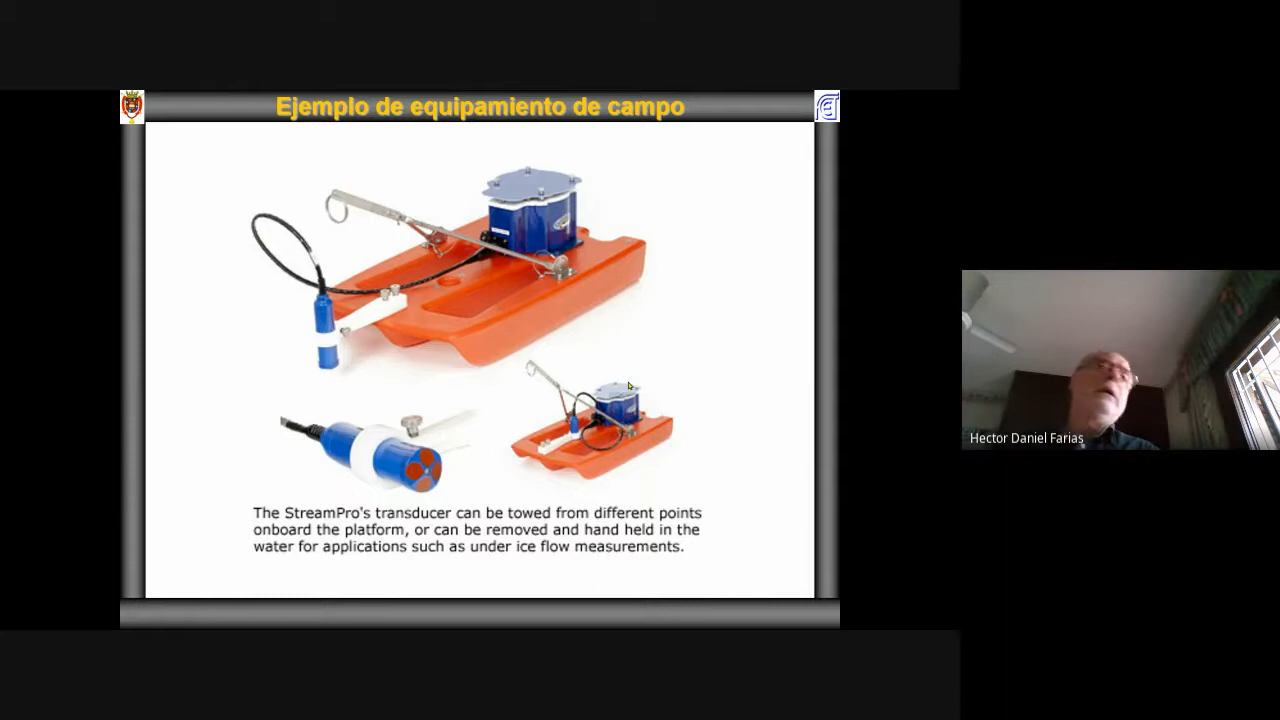 Ejemplo de equipamiento de campo
The StreamPro's transducer can be towed from different points
onboard the platform, or can be removed and hand held in the
water for applications such as under ice flow measurements.
Hector Daniel Farias